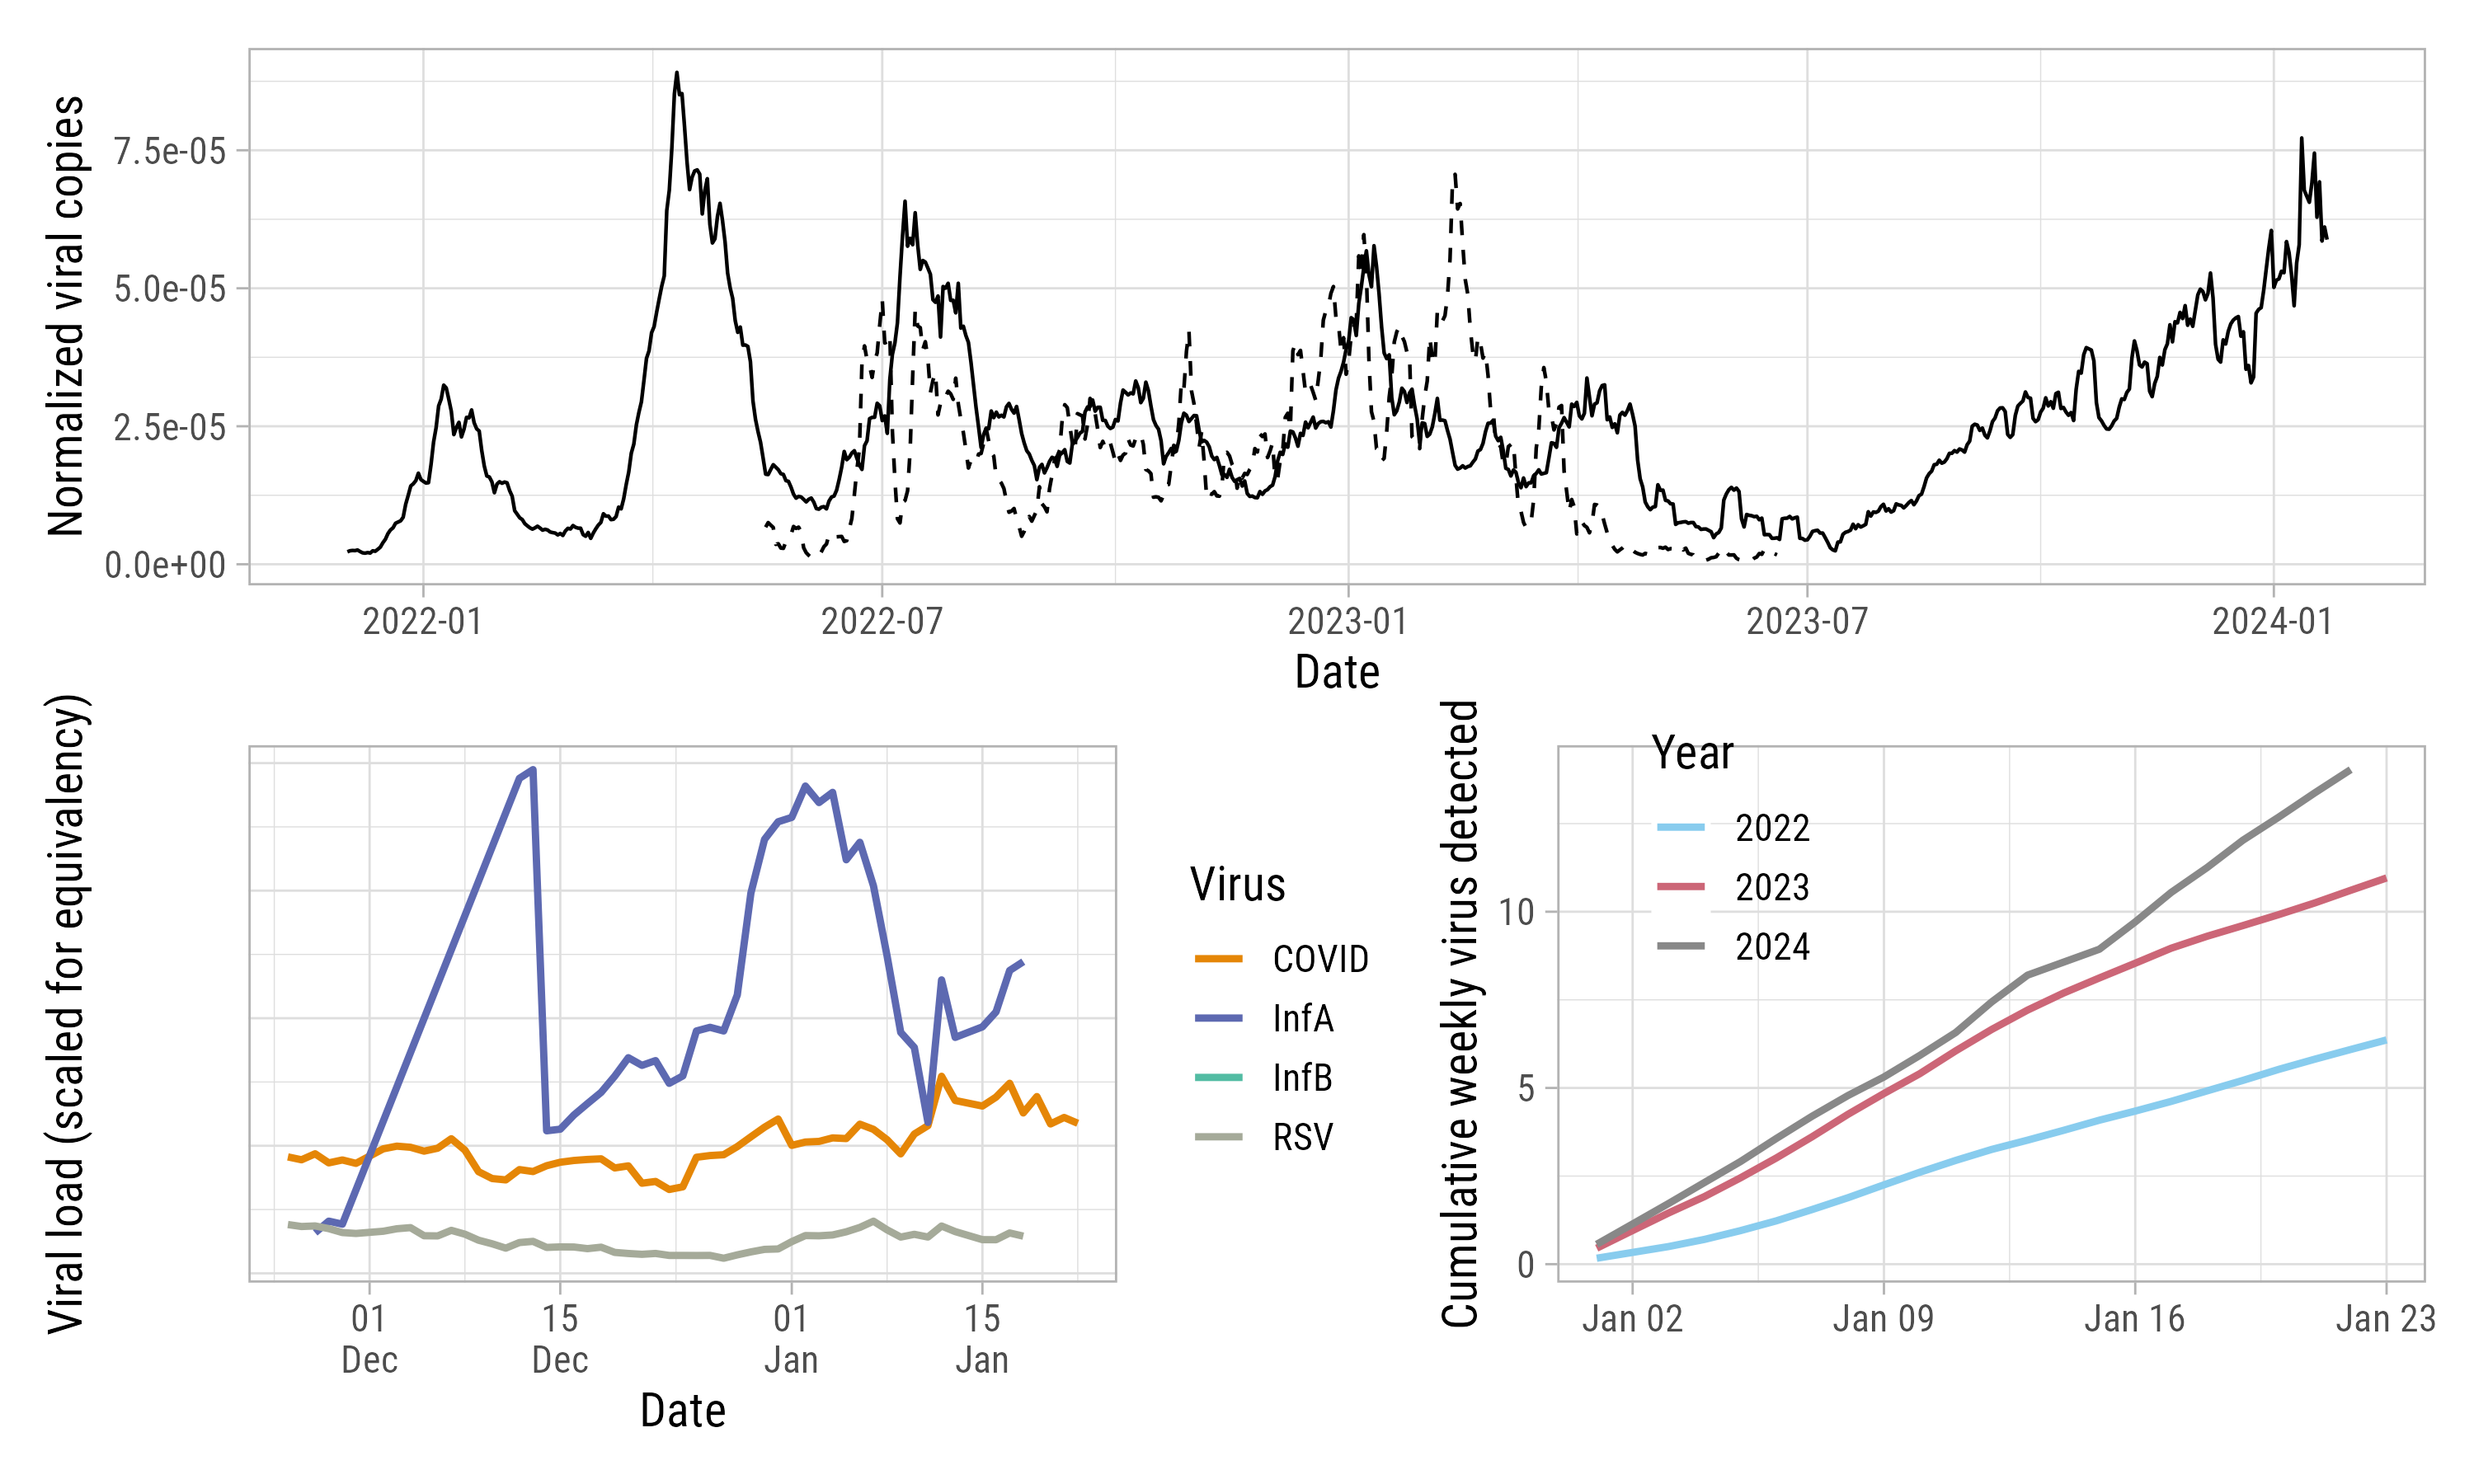 Normalized viral copies
7.5e-05
5.0e-05
2.5e-05
0.0e+00
2022-01
2022-07
2023-01
2023-07
2024-01
Date
Viral load (scaled for equivalency)
01
Dec
15
Dec
01
Jan
15
Jan
Date
Virus
COVID
InfA
InfB
RSV
Cumulative weekly virus detected
10
5
0
Year
2022
2023
2024
Jan 02
Jan 09
Jan 16
Jan 23